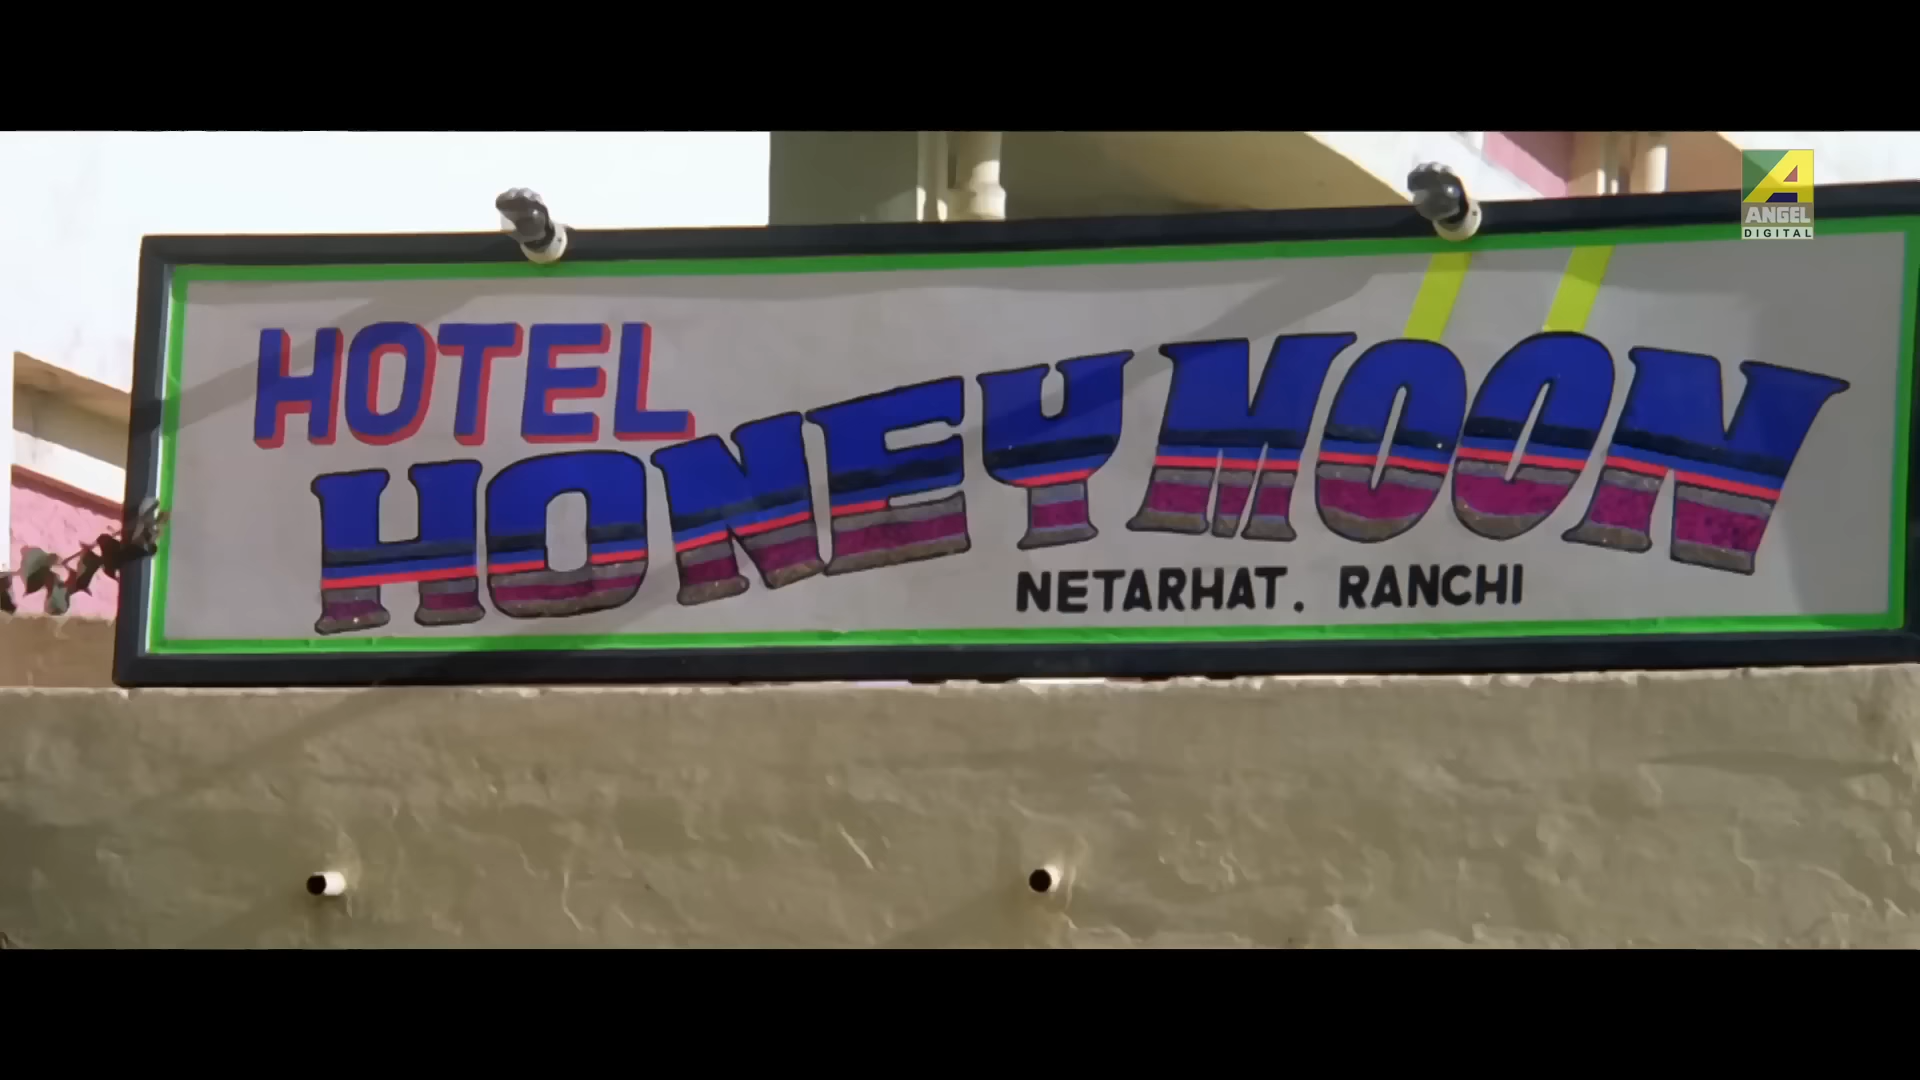 A
ANGEL
DIGITAL
HOTEL
HONEYMOON
NETARHAT. RANCHI